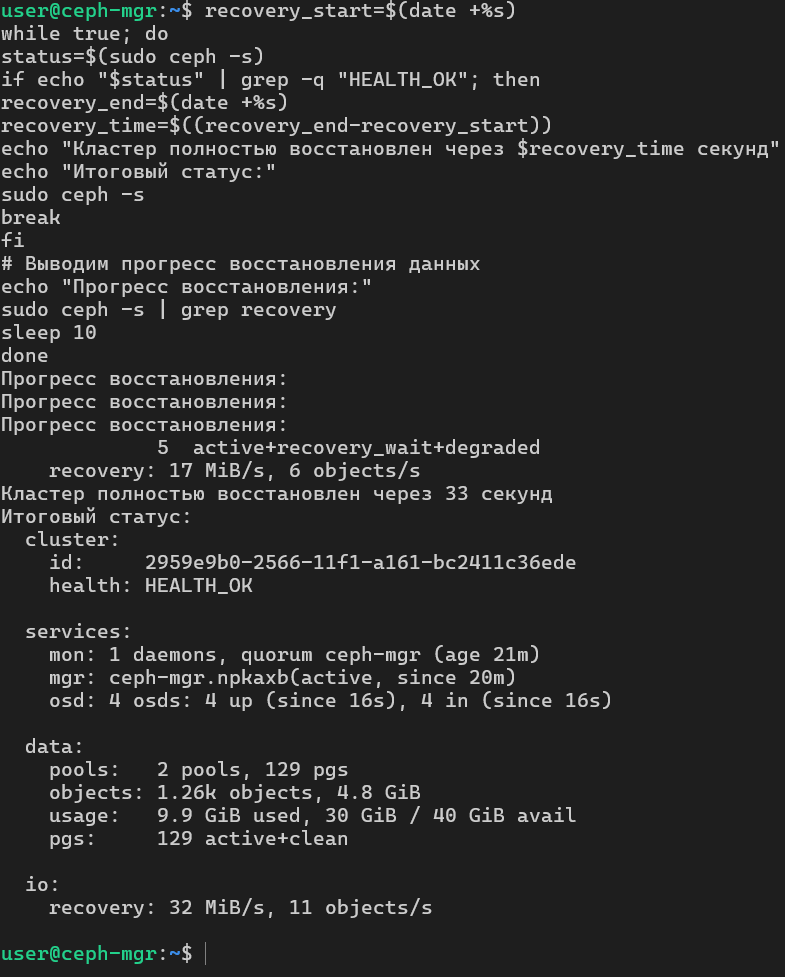 user@ceph-mgr:~$ recovery_start=$(date +%s)
while true; do
status=$(sudo ceph -s)
if echo "$status" | grep -q "HEALTH_OK"; then
recovery_end=$(date +%s)
recovery_time=$((recovery_end-recovery_start))
echo "Кластер полностью восстановлен через $recovery_time секунд"
echo "Итоговый статус:"
sudo ceph -s
break
fi
# Выводим прогресс восстановления данных
echo "Прогресс восстановления:"
sudo ceph -s | grep recovery
sleep 10
done
Прогресс восстановления:
Прогресс восстановления:
Прогресс восстановления:
             5  active+recovery_wait+degraded
    recovery: 17 MiB/s, 6 objects/s
Кластер полностью восстановлен через 33 секунд
Итоговый статус:
  cluster:
    id:     2959e9b0-2566-11f1-a161-bc2411c36ede
    health: HEALTH_OK

  services:
    mon: 1 daemons, quorum ceph-mgr (age 21m)
    mgr: ceph-mgr.npkaxb(active, since 20m)
    osd: 4 osds: 4 up (since 16s), 4 in (since 16s)

  data:
    pools:   2 pools, 129 pgs
    objects: 1.26k objects, 4.8 GiB
    usage:   9.9 GiB used, 30 GiB / 40 GiB avail
    pgs:     129 active+clean

  io:
    recovery: 32 MiB/s, 11 objects/s

user@ceph-mgr:~$